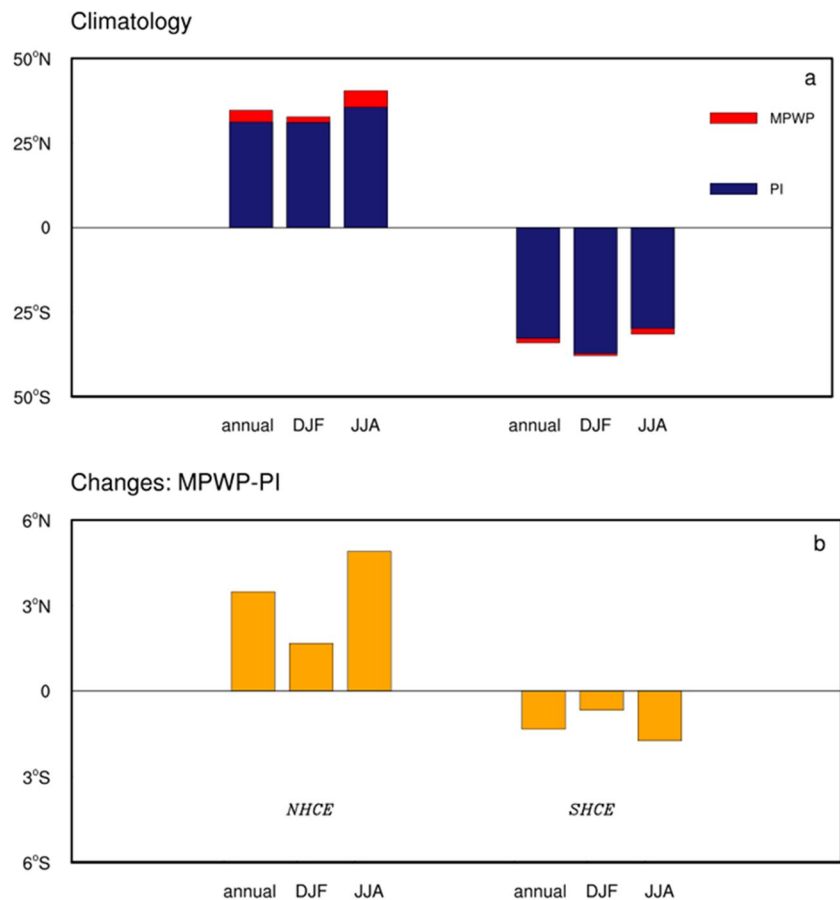 Climatology
50°N
a
MPWP
25°N
PI
0
25°S
50°S
annual DJF JJA annual DJF JJA
Changes: MPWP-PI
6°N
b
3°N
0
3°S
NHCE SHCE
6°S
annual DJF JJA annual DJF JJA